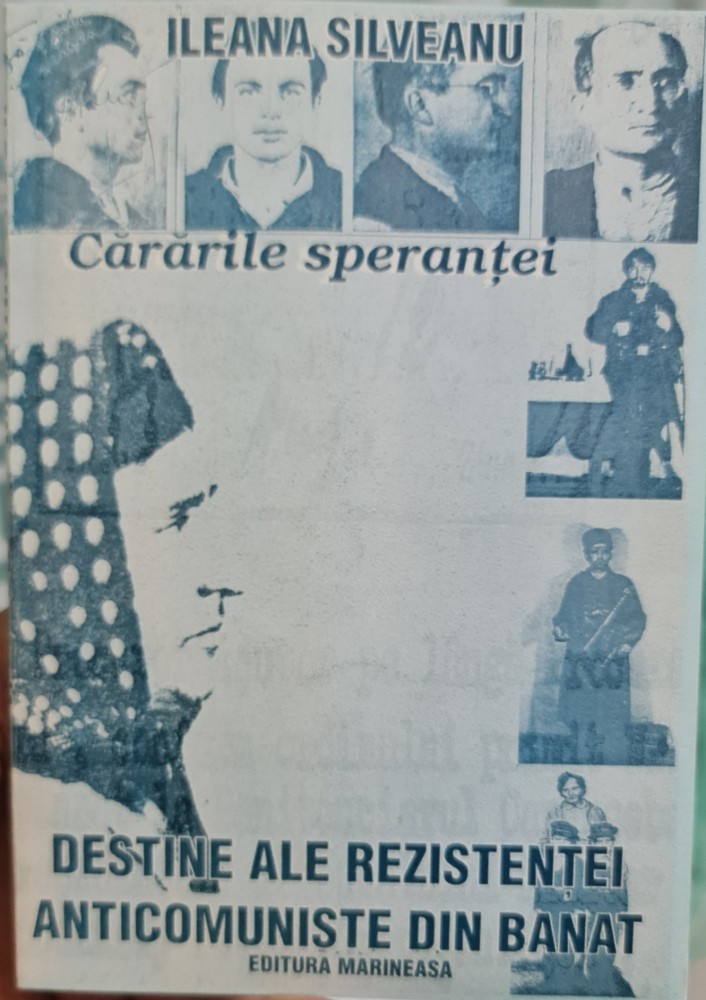 ILEANA SILVEANU
Cărările speranței
DESTINE ALE REZISTENȚEI
ANTICOMUNISTE DIN BANAT
EDITURA MARINEASA